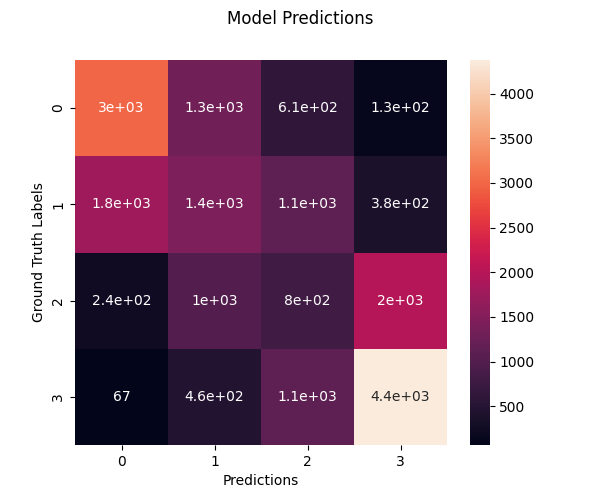 Model Predictions
0 3e+03 1.3e+03 6.1e+02 1.3e+02
1 1.8e+03 1.4e+03 1.1e+03 3.8e+02
2 2.4e+02 1e+03 8e+02 2e+03
3 67 4.6e+02 1.1e+03 4.4e+03
0 1 2 3
Predictions
Ground Truth Labels
4000
3500
3000
2500
2000
1500
1000
500